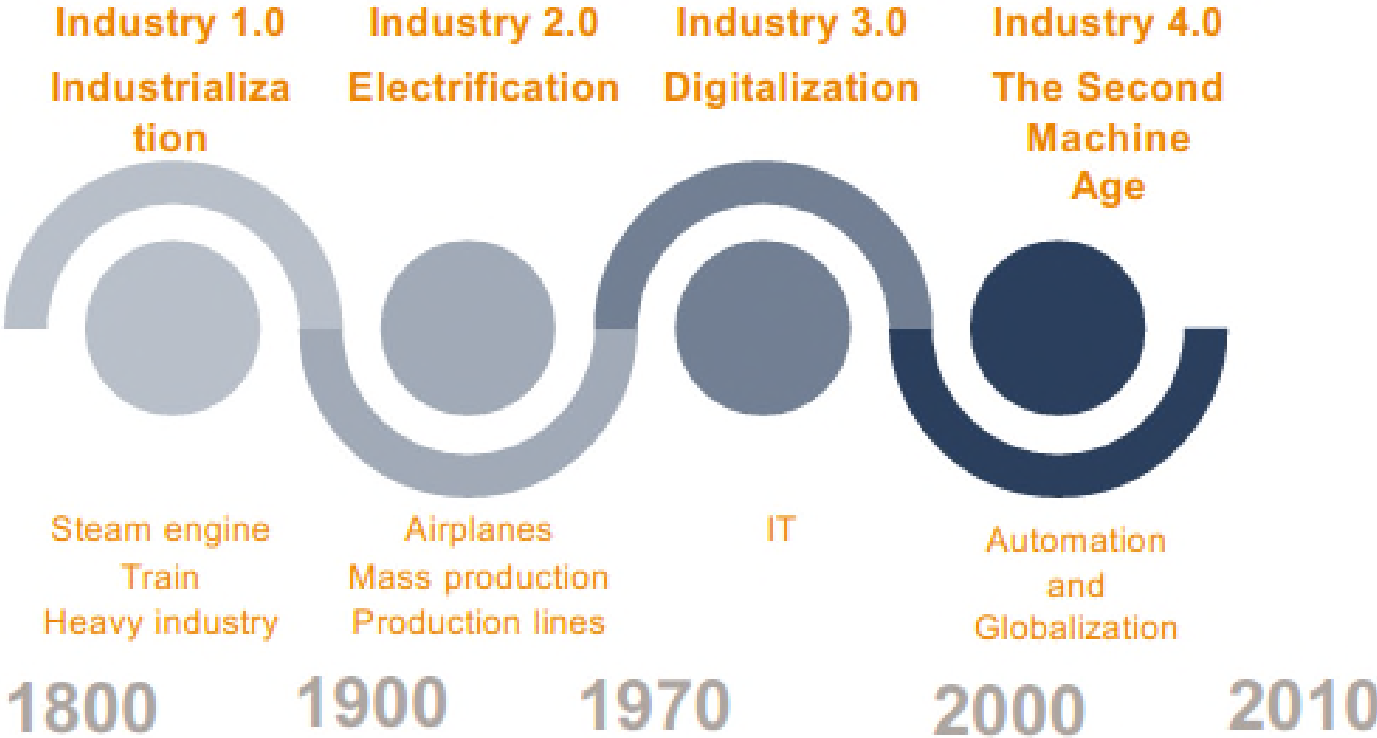 Industry 1.0
Industrializa
tion
Industry 2.0
Electrification
Industry 3.0
Digitalization
Industry 4.0
The Second
Machine
Age
Steam engine
Train
Heavy industry
Airplanes
Mass production
Production lines
IT
Automation
and
Globalization
1800
1900
1970
2000
2010